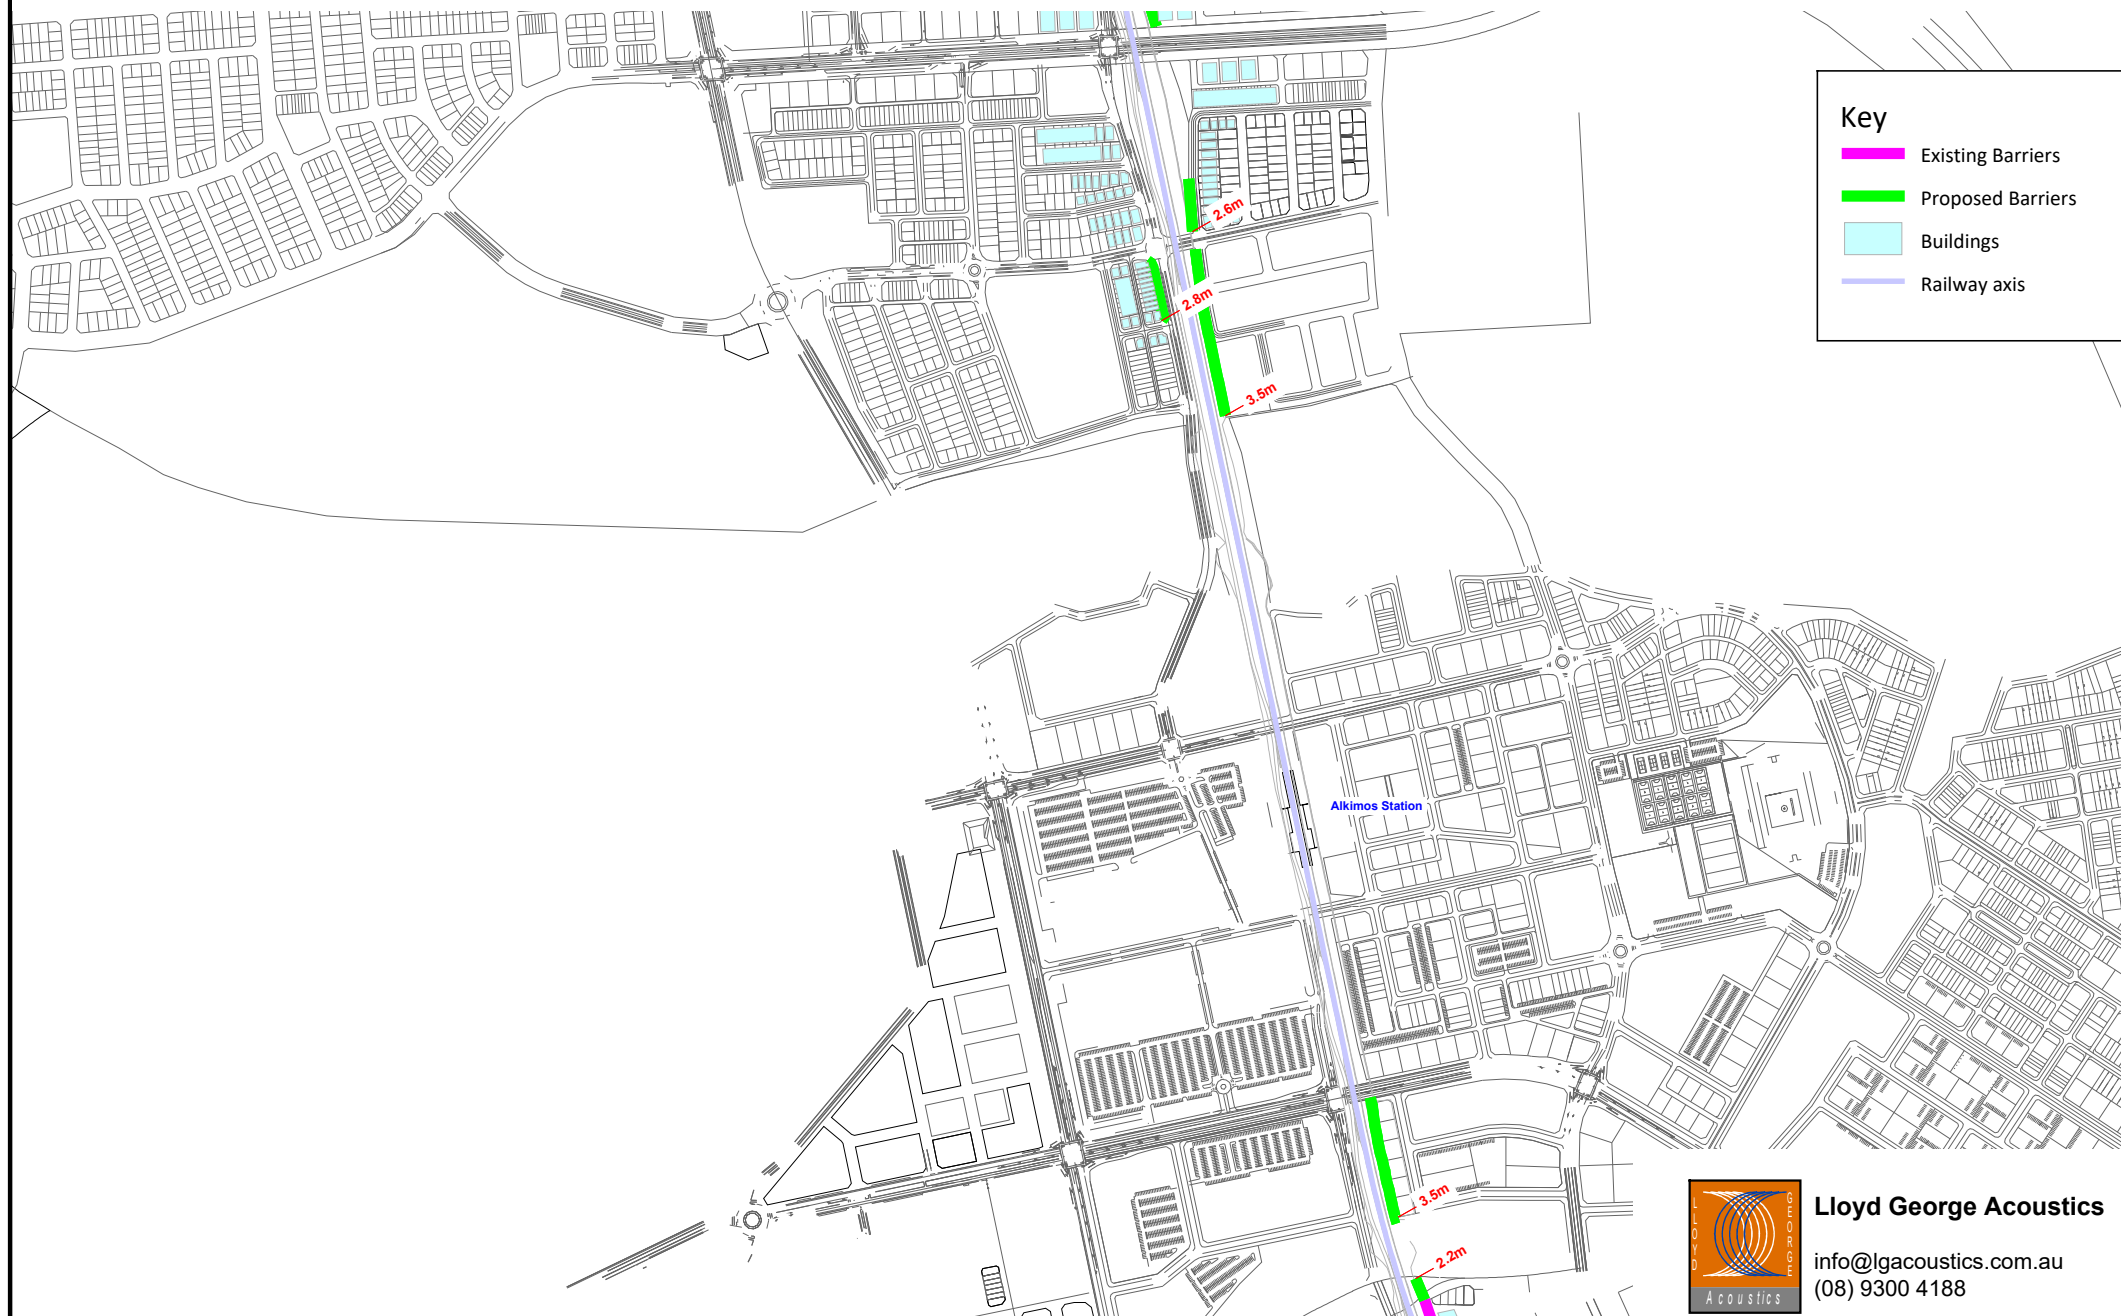 Key
Existing Barriers
Proposed Barriers
Buildings
Railway axis
2.6m
2.8m
3.5m
Alkimos Station
3.5m
2.2m
LLOYD
GEORGE
Acoustics
Lloyd George Acoustics
info@lgacoustics.com.au
(08) 9300 4188